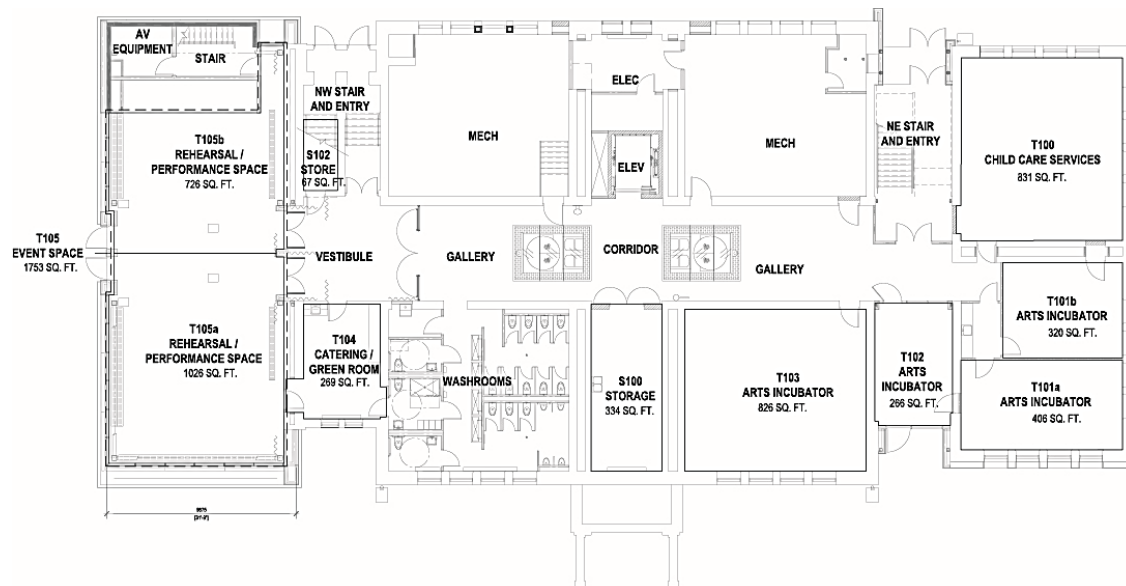 AV
EQUIPMENT
STAIR
NW STAIR
AND ENTRY
MECH
ELEC
ELEV
MECH
NE STAIR
AND ENTRY
T100
CHILD CARE SERVICES
831 SQ. FT.
T105b
REHEARSAL /
PERFORMANCE SPACE
726 SQ. FT.
S102
STORE
67 SQ. FT.
T105
EVENT SPACE
1753 SQ. FT.
VESTIBULE
GALLERY
CORRIDOR
GALLERY
T105a
REHEARSAL /
PERFORMANCE SPACE
1026 SQ. FT.
T104
CATERING /
GREEN ROOM
269 SQ. FT.
WASHROOMS
S100
STORAGE
334 SQ. FT.
T103
ARTS INCUBATOR
826 SQ. FT.
T102
ARTS
INCUBATOR
266 SQ. FT.
T101b
ARTS INCUBATOR
320 SQ. FT.
T101a
ARTS INCUBATOR
406 SQ. FT.